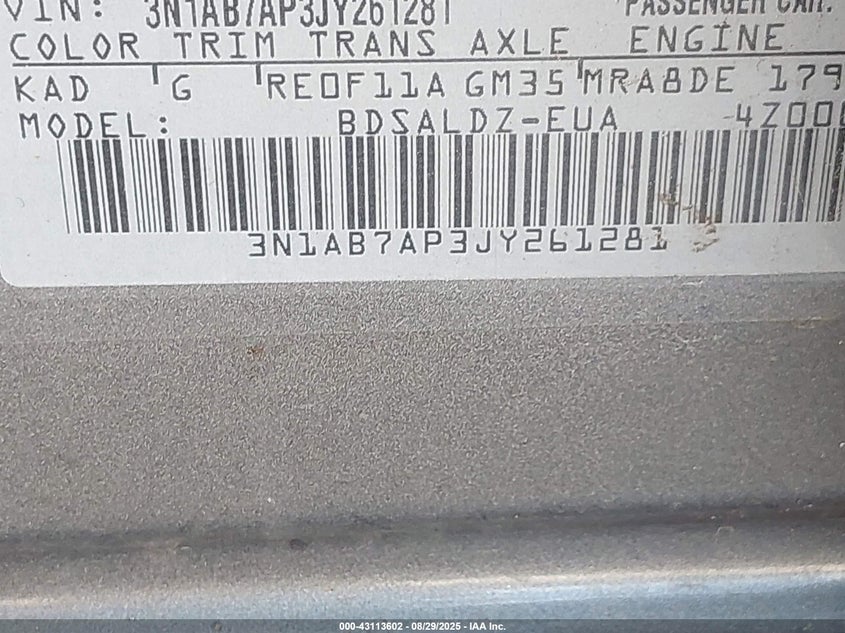 VIN: 3N1AB7AP3JY261281 PASSENGER CAR.
COLOR TRIM TRANS AXLE ENGINE
KAD G RE0F11A GM35 MRA8DE 179
MODEL: BDSALDZ-EUA -4Z00
3N1AB7AP3JY261281
000-43113602 - 08/29/2025 - IAA Inc.